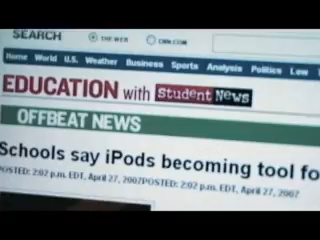 SEARCH THE WEB CNN.COM
Home World U.S. Weather Business Sports Analysis Politics Law
EDUCATION with Student News
OFFBEAT NEWS
Schools say iPods becoming tool fo
POSTED: 2:02 p.m. EDT, April 27, 2007POSTED: 2:02 p.m. EDT, April 27, 2007